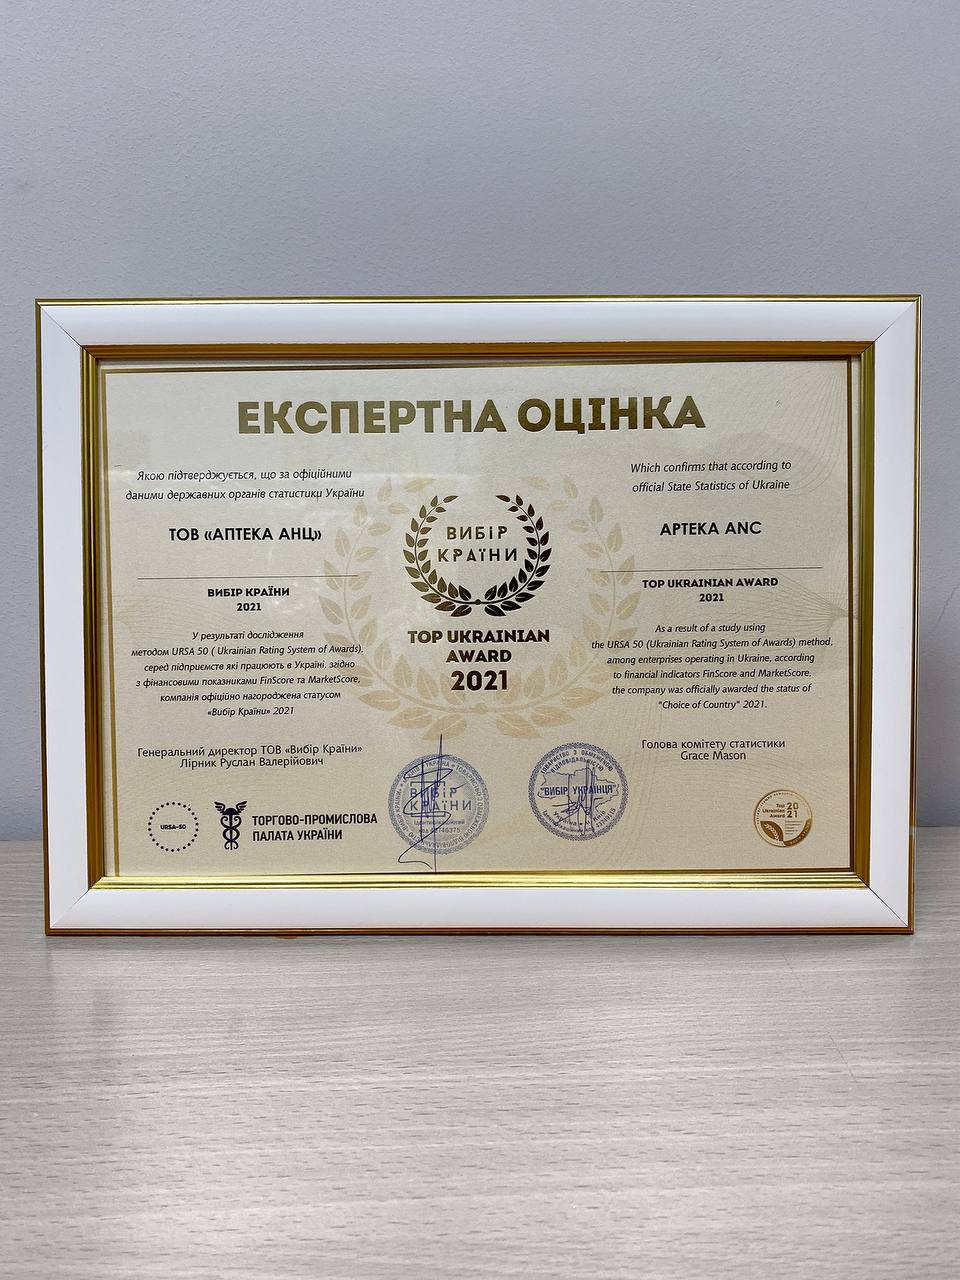 ЕКСПЕРТНА ОЦІНКА
Якою підтверджується, що за офіційними
даними державних органів статистики України
ТОВ «АПТЕКА АНЦ»
ВИБІР КРАЇНИ
2021
У результаті дослідження
методом URSA 50 ( Ukrainian Rating System of Awards),
серед підприємств які працюють в Україні, згідно
з фінансовими показниками FinScore та MarketScore,
компанія офіційно нагороджена статусом
«Вибір Країни» 2021
Генеральний директор ТОВ «Вибір Країни»
Лірник Руслан Валерійович
ВИБІР
КРАЇНИ
TOP UKRAINIAN
AWARD
2021
Which confirms that according to
official State Statistics of Ukraine
APTEKA ANC
TOP UKRAINIAN AWARD
2021
As a result of a study using
the URSA 50 (Ukrainian Rating System of Awards) method,
among enterprises operating in Ukraine, according
to financial indicators FinScore and MarketScore,
the company was officially awarded the status of
"Choice of Country" 2021.
Голова комітету статистики
Grace Mason
URSA-50
ТОРГОВО-ПРОМИСЛОВА
ПАЛАТА УКРАЇНИ
ВИБІР
КРАЇНИ
Ідентифікаційний
ТОВАРИСТВО З ОБМЕЖЕНОЮ
ВІДПОВІДАЛЬНІСТЮ
"ВИБІР УКРАЇНЦЯ"
Україна
Top
Ukrainian
Award
20
21